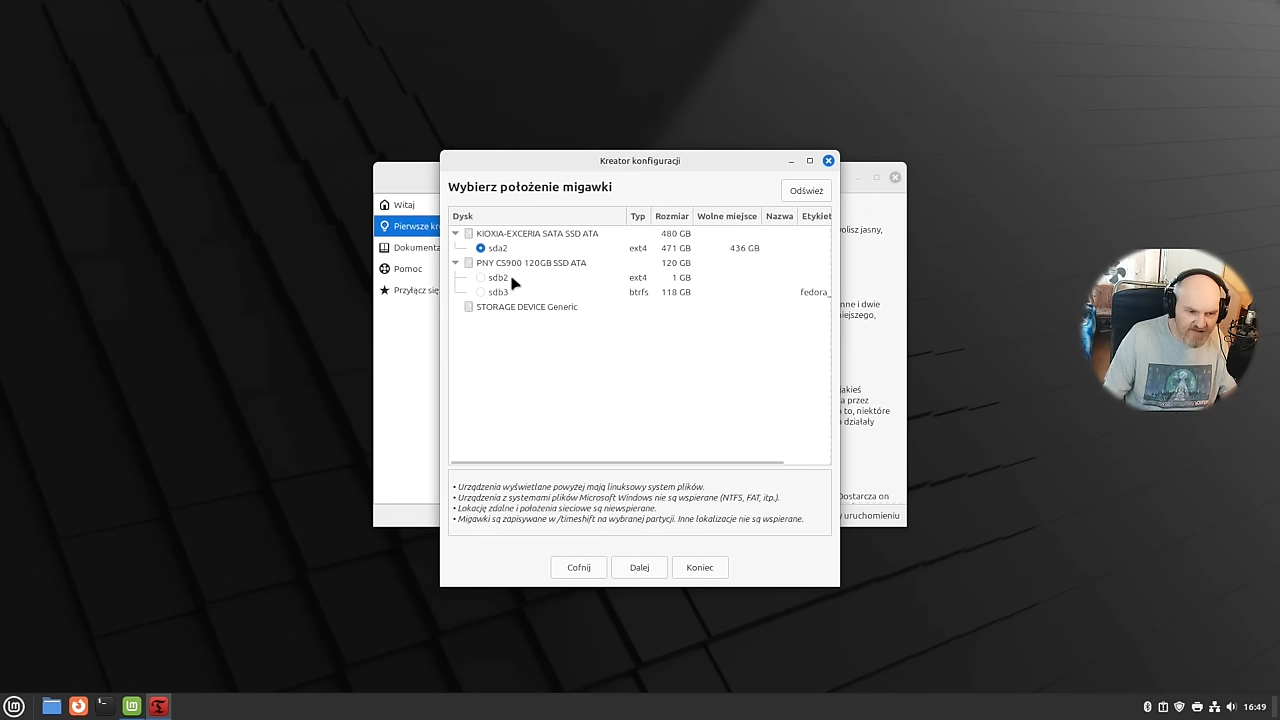 Kreator konfiguracji
Wybierz położenie migawki
Odśwież
Dysk Typ Rozmiar Wolne miejsce Nazwa Etykiet
KIOXIA-EXCERIA SATA SSD ATA 480 GB
sda2 ext4 471 GB 436 GB
PNY CS900 120GB SSD ATA 120 GB
sdb2 ext4 1 GB
sdb3 btrfs 118 GB fedora_
STORAGE DEVICE Generic
• Urządzenia wyświetlane powyżej mają linuksowy system plików.
• Urządzenia z systemami plików Microsoft Windows nie są wspierane (NTFS, FAT, itp.).
• Lokacje zdalne i położenia sieciowe są niewspierane.
• Migawki są zapisywane w /timeshift na wybranej partycji. Inne lokalizacje nie są wspierane.
Cofnij Dalej Koniec
Witaj
Pierwsze kr
Dokumenta
Pomoc
Przyłącz się
volisz jasny,
nne i dwie
niejszego,
jakieś
a przez
o to, niektóre
o działały
Dostarcza on
uruchomieniu
16:49